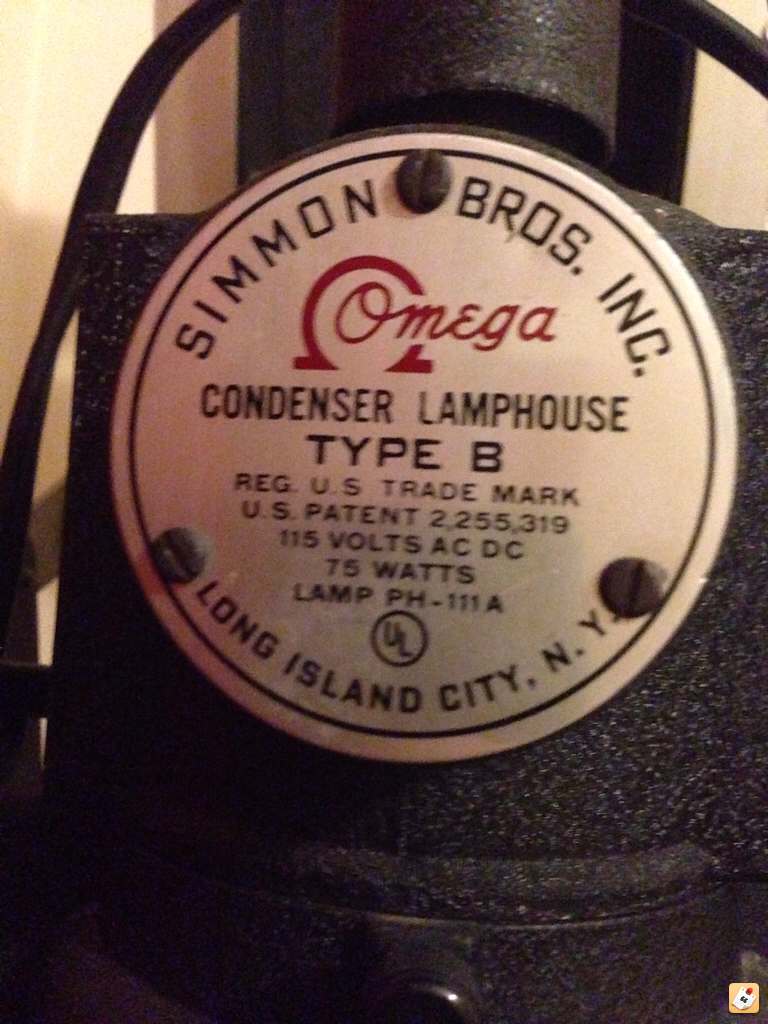 SIMMON BROS. INC.
Omega
CONDENSER LAMPHOUSE
TYPE B
REG. U.S TRADE MARK
U.S. PATENT 2,255,319
115 VOLTS AC DC
75 WATTS
LAMP PH-111A
UL
LONG ISLAND CITY, N. Y.